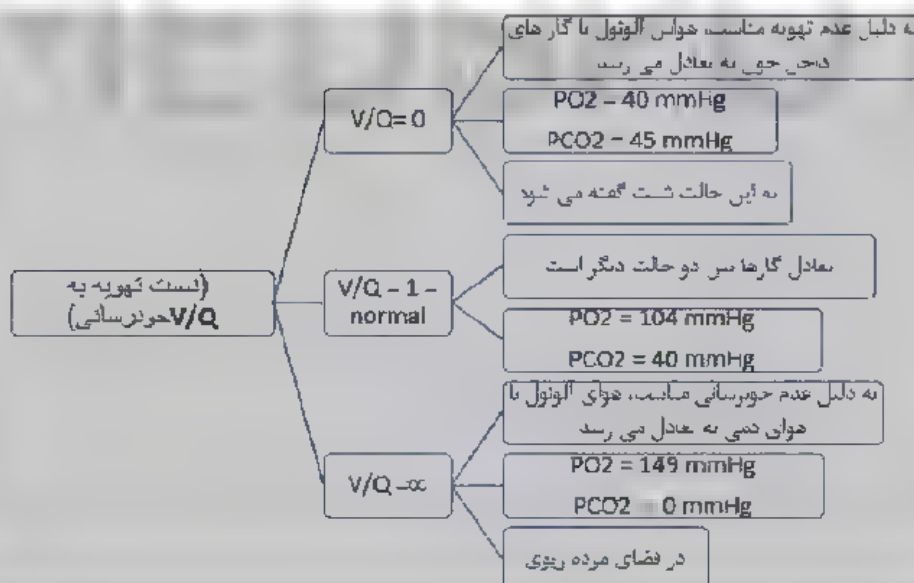 به دلیل عدم تهویه مناسب، هوای آلوئول با گاز های
داخل خون به تعادل می رسد
V/Q= 0
PO2 = 40 mmHg
PCO2 = 45 mmHg
به این حالت شنت گفته می شود
(نسبت تهویه به
خونرسانی)V/Q
V/Q = 1 =
normal
تعادل گازها بین دو حالت دیگر است
PO2 = 104 mmHg
PCO2 = 40 mmHg
V/Q =∞
به دلیل عدم خونرسانی مناسب، هوای آلوئول با
هوای دمی به تعادل می رسد
PO2 = 149 mmHg
PCO2 = 0 mmHg
در فضای مرده ریوی